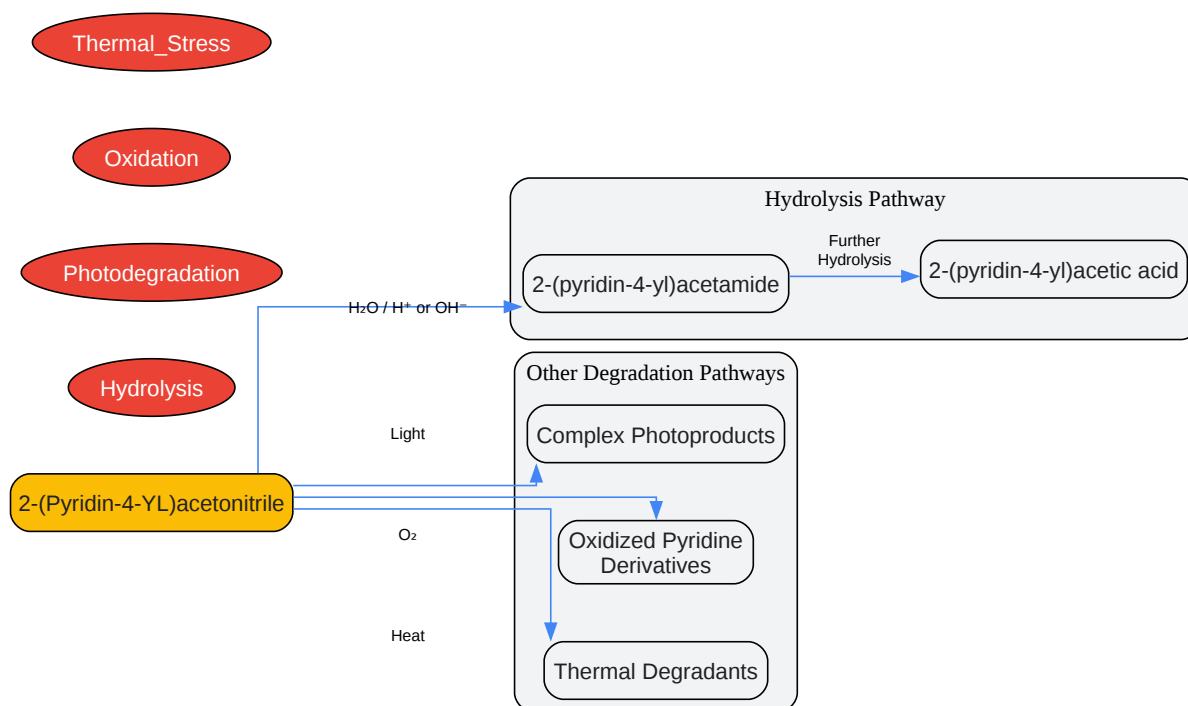 Thermal_Stress
Oxidation
Photodegradation
Hydrolysis
2-(Pyridin-4-YL)acetonitrile
H₂O / H⁺ or OH⁻
Light
O₂
Heat
Hydrolysis Pathway
2-(pyridin-4-yl)acetamide
Further
Hydrolysis
2-(pyridin-4-yl)acetic acid
Other Degradation Pathways
Complex Photoproducts
Oxidized Pyridine
Derivatives
Thermal Degradants